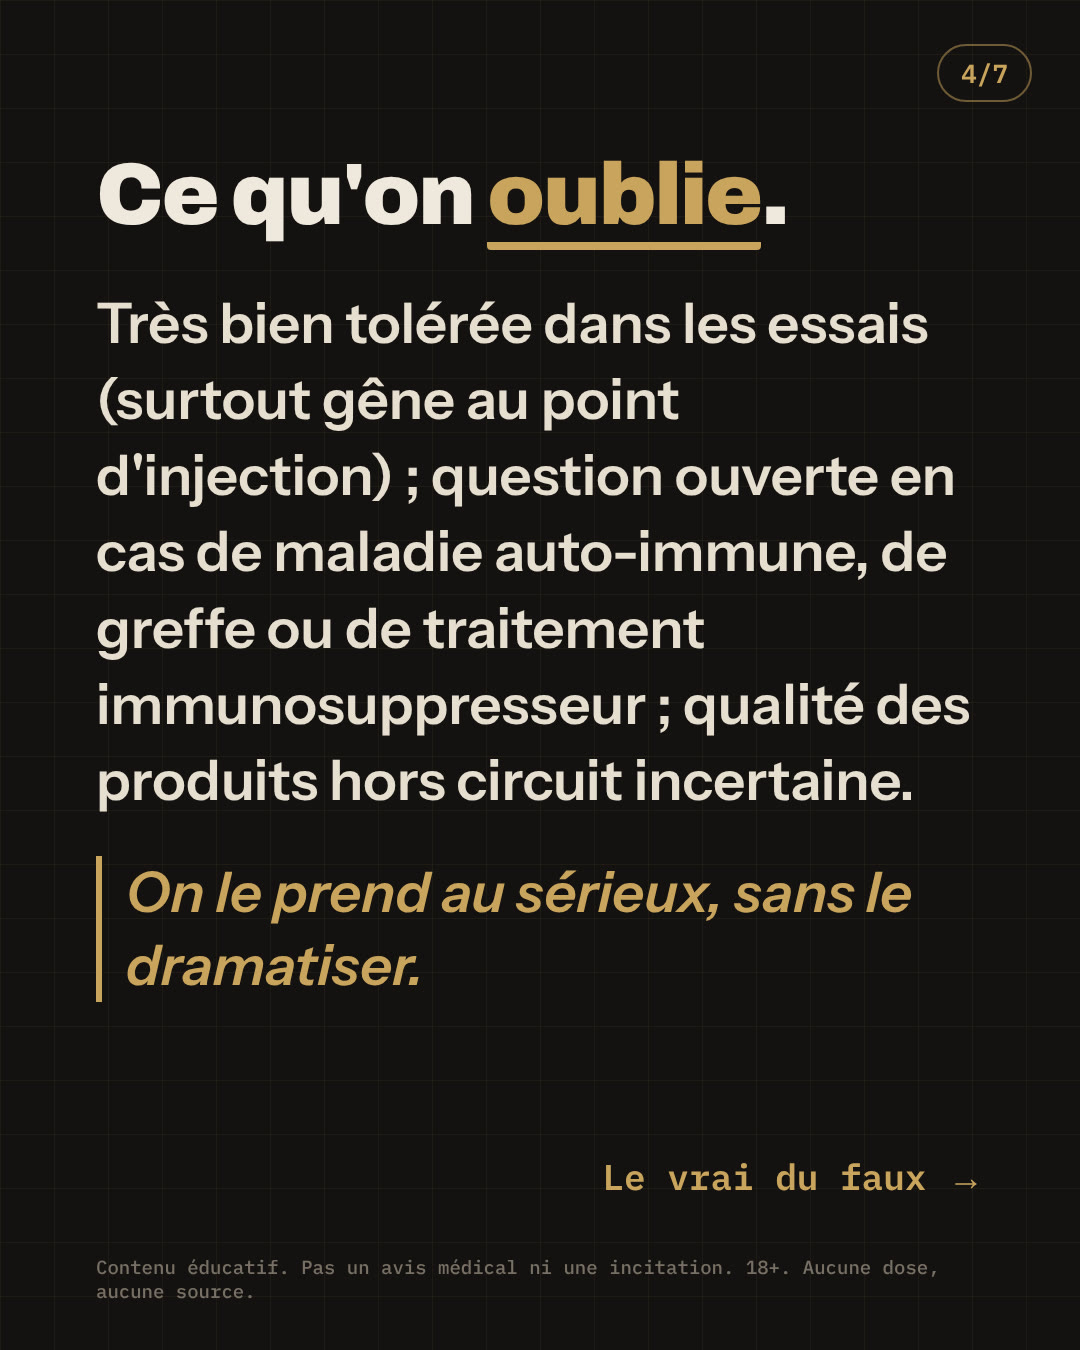 4/7
Ce qu'on oublie.
Très bien tolérée dans les essais
(surtout gêne au point
d'injection) ; question ouverte en
cas de maladie auto-immune, de
greffe ou de traitement
immunosuppresseur ; qualité des
produits hors circuit incertaine.
On le prend au sérieux, sans le
dramatiser.
Le vrai du faux →
Contenu éducatif. Pas un avis médical ni une incitation. 18+. Aucune dose,
aucune source.